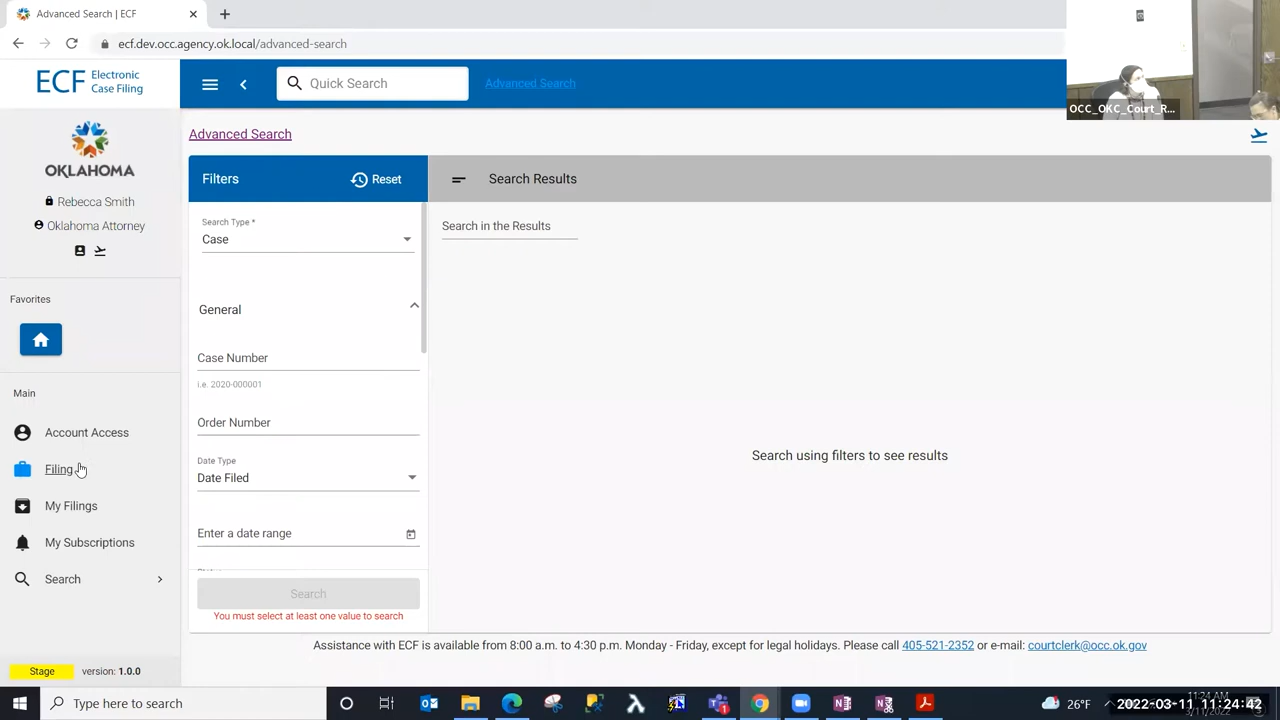 Advanced Search | ECF
ecf.dev.occ.agency.ok.local/advanced-search
ECF Electronic Case Filing
Quick Search
Advanced Search
OCC_OKC_Court_R...
OKLAHOMA
Rebecca Smith
Oklahoma Attorney
Favorites
Main
Account Access
Filing
My Filings
My Subscriptions
Search
Stage
version: 1.0.0
Advanced Search
Filters
Reset
Search Type *
Case
General
Case Number
i.e. 2020-000001
Order Number
Date Type
Date Filed
Enter a date range
Search
You must select at least one value to search
Search Results
Search in the Results
Search using filters to see results
Assistance with ECF is available from 8:00 a.m. to 4:30 p.m. Monday - Friday, except for legal holidays. Please call 405-521-2352 or e-mail: courtclerk@occ.ok.gov
Type here to search
26°F
11:24 AM
3/11/2022
2022-03-11 11:24:42